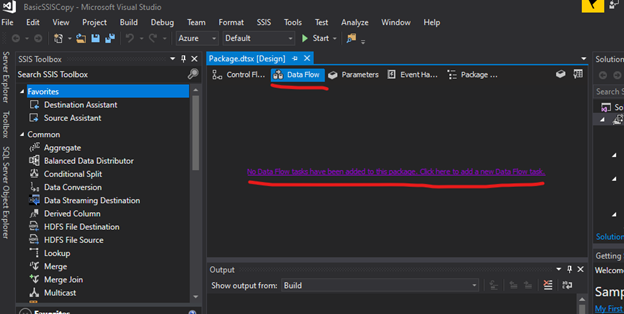 BasicSSISCopy - Microsoft Visual Studio
File Edit View Project Build Debug Team Format SSIS Tools Test Analyze Window Help
Azure Default Start
Server Explorer
Toolbox
SQL Server Object Explorer
SSIS Toolbox
Search SSIS Toolbox
Favorites
Destination Assistant
Source Assistant
Common
Aggregate
Balanced Data Distributor
Conditional Split
Data Conversion
Data Streaming Destination
Derived Column
HDFS File Destination
HDFS File Source
Lookup
Merge
Merge Join
Multicast
Favorites
Package.dtsx [Design]
Control Fl... Data Flow Parameters Event Ha... Package ...
No Data Flow tasks have been added to this package. Click here to add a new Data Flow task.
Output
Show output from: Build
Solution
Search S
So
Solution
Getting
Welcome
Samp
My First